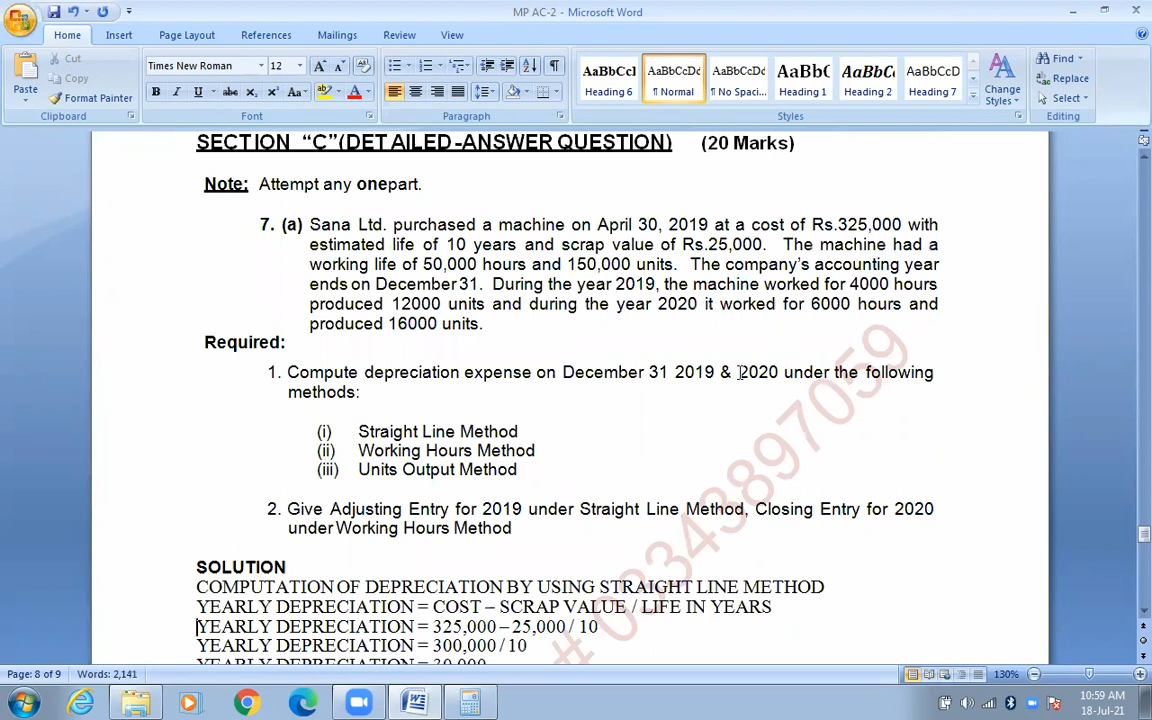 MP AC-2 - Microsoft Word
Home Insert Page Layout References Mailings Review View
Cut
Copy
Format Painter
Paste
Clipboard
Times New Roman 12
Font
Paragraph
AaBbCcI AaBbCcDd AaBbCcDd AaBbC AaBbCc AaBbCcD
Heading 6 ¶ Normal ¶ No Spaci... Heading 1 Heading 2 Heading 7
Change Styles
Styles
Find
Replace
Select
Editing
SECTION "C"(DETAILED-ANSWER QUESTION) (20 Marks)
Note: Attempt any onepart.
7. (a) Sana Ltd. purchased a machine on April 30, 2019 at a cost of Rs.325,000 with
estimated life of 10 years and scrap value of Rs.25,000. The machine had a
working life of 50,000 hours and 150,000 units. The company's accounting year
ends on December 31. During the year 2019, the machine worked for 4000 hours
produced 12000 units and during the year 2020 it worked for 6000 hours and
produced 16000 units.
Required:
1. Compute depreciation expense on December 31 2019 & 2020 under the following
methods:
(i) Straight Line Method
(ii) Working Hours Method
(iii) Units Output Method
2. Give Adjusting Entry for 2019 under Straight Line Method, Closing Entry for 2020
under Working Hours Method
SOLUTION
COMPUTATION OF DEPRECIATION BY USING STRAIGHT LINE METHOD
YEARLY DEPRECIATION = COST – SCRAP VALUE / LIFE IN YEARS
YEARLY DEPRECIATION = 325,000 – 25,000 / 10
YEARLY DEPRECIATION = 300,000 / 10
YEARLY DEPRECIATION = 30,000
# 03343897059
Page: 8 of 9 Words: 2,141 130%
10:59 AM
18-Jul-21